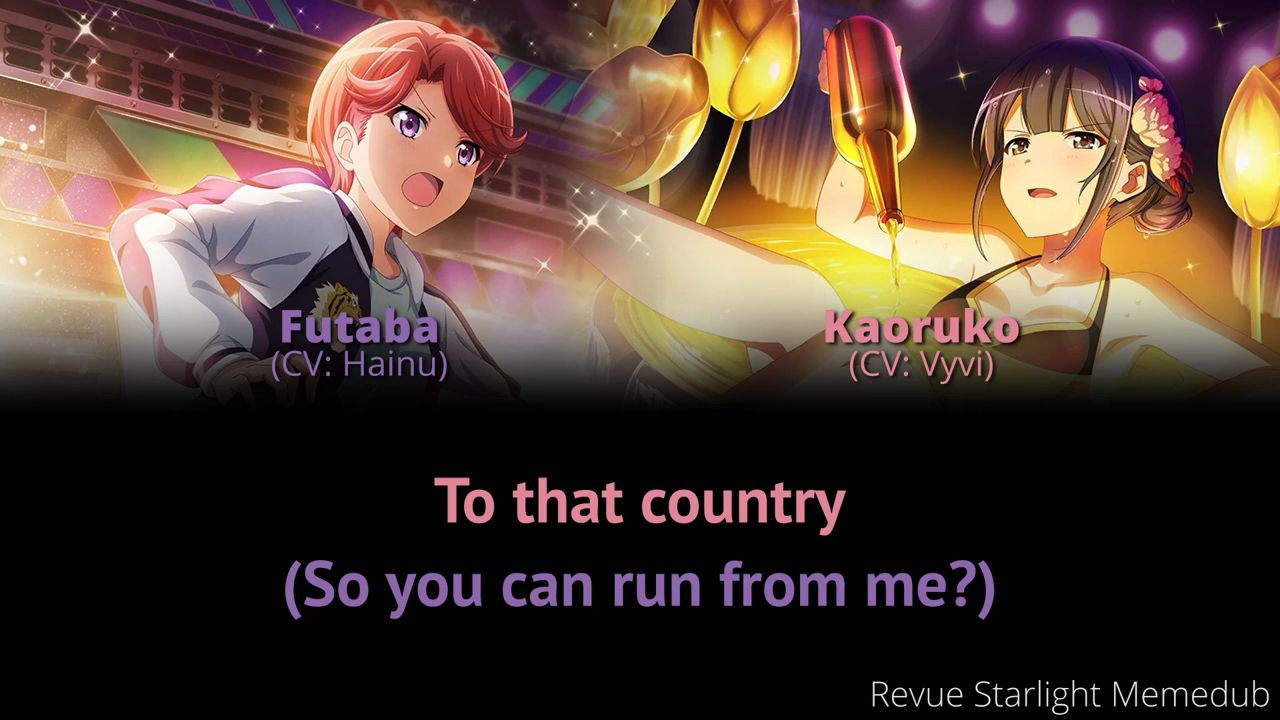 Futaba
(CV: Hainu)
Kaoruko
(CV: Vyvi)
To that country
(So you can run from me?)
Revue Starlight Memedub